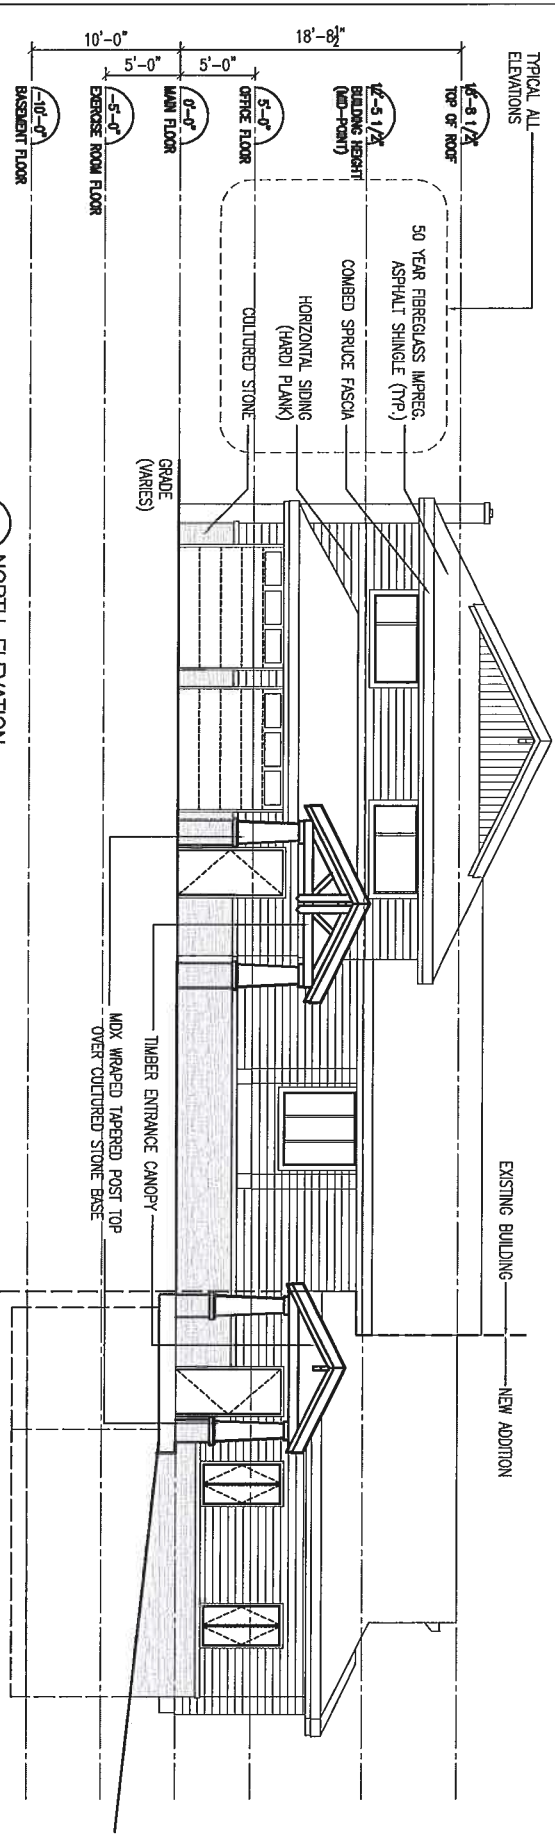 TYPICAL ALL
ELEVATIONS
18'-8½"
10'-0"
5'-0"
5'-0"
18'-8 1/2"
TOP OF ROOF
12'-5 1/2"
BUILDING HEIGHT
(MID-POINT)
5'-0"
OFFICE FLOOR
0'-0"
MAIN FLOOR
-5'-0"
EXERCISE ROOM FLOOR
-10'-0"
BASEMENT FLOOR
50 YEAR FIBREGLASS IMPREG.
ASPHALT SHINGLE (TYP.)
COMBED SPRUCE FASCIA
HORIZONTAL SIDING
(HARDI PLANK)
CULTURED STONE
GRADE
(VARIES)
EXISTING BUILDING
NEW ADDITION
TIMBER ENTRANCE CANOPY
MDX WRAPED TAPERED POST TOP
OVER CULTURED STONE BASE
NORTH ELEVATION